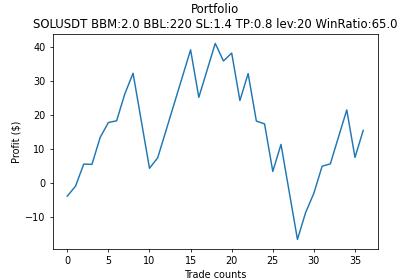 Portfolio
SOLUSDT BBM:2.0 BBL:220 SL:1.4 TP:0.8 lev:20 WinRatio:65.0
40
30
20
10
0
−10
Profit ($)
0 5 10 15 20 25 30 35
Trade counts